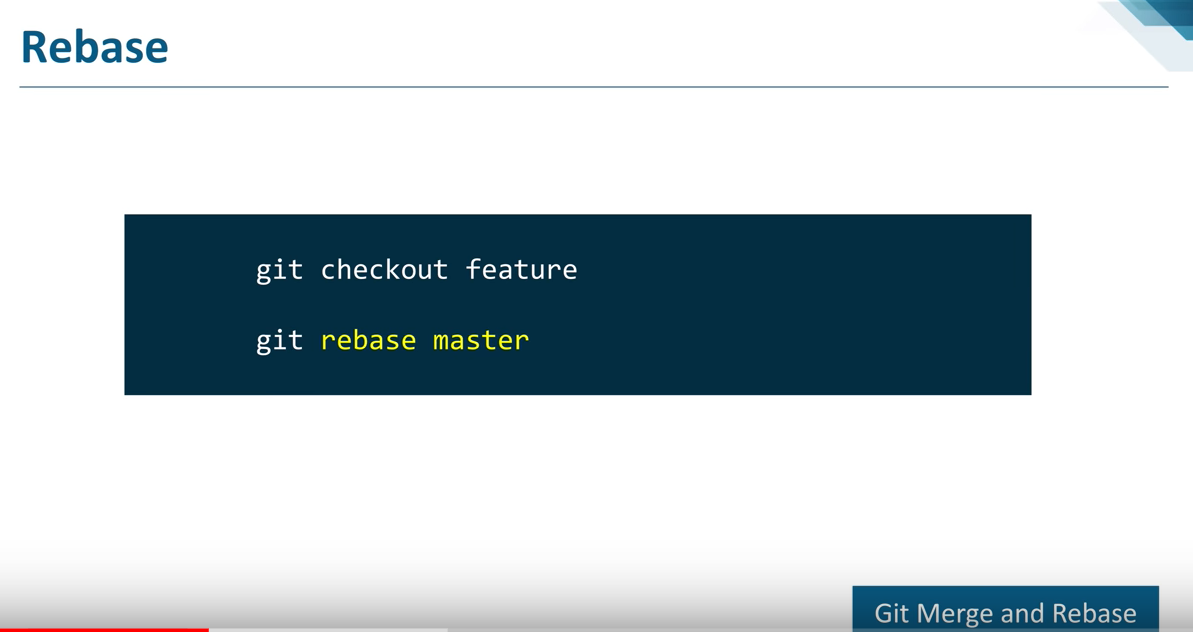 Rebase
git checkout feature
git rebase master
Git Merge and Rebase